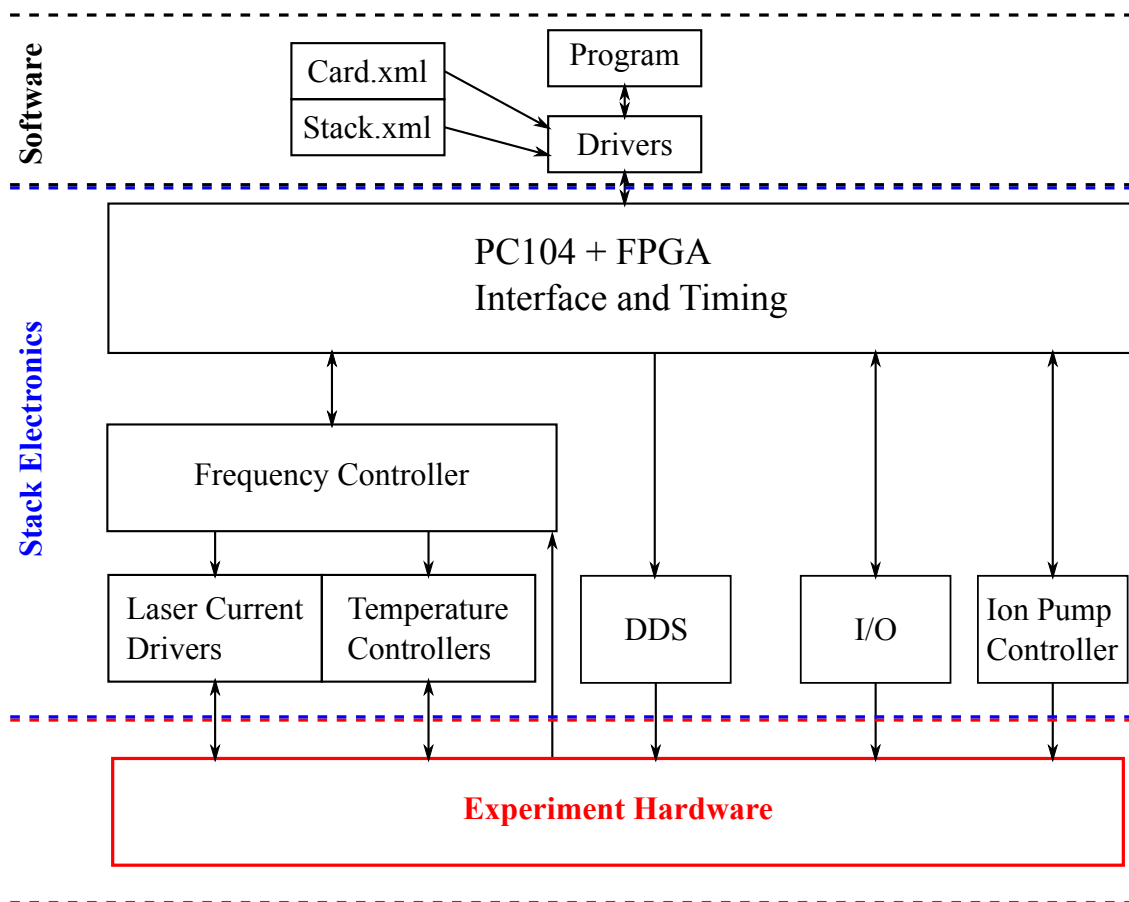 Software
Card.xml
Stack.xml
Program
Drivers
Stack Electronics
PC104 + FPGA
Interface and Timing
Frequency Controller
Laser Current
Drivers
Temperature
Controllers
DDS
I/O
Ion Pump
Controller
Experiment Hardware